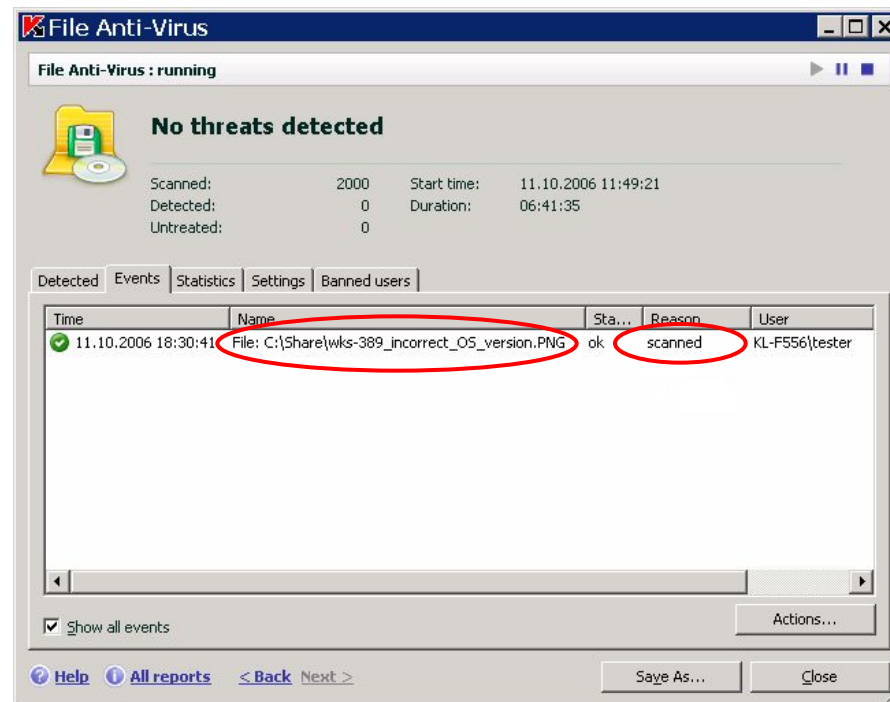 File Anti-Virus
File Anti-Virus : running
No threats detected
Scanned: 2000 Start time: 11.10.2006 11:49:21
Detected: 0 Duration: 06:41:35
Untreated: 0
Detected Events Statistics Settings Banned users
Time Name Sta... Reason User
11.10.2006 18:30:41 File: C:\Share\wks-389_incorrect_OS_version.PNG ok scanned KL-F556\tester
Show all events Actions...
Help All reports < Back Next > Save As... Close